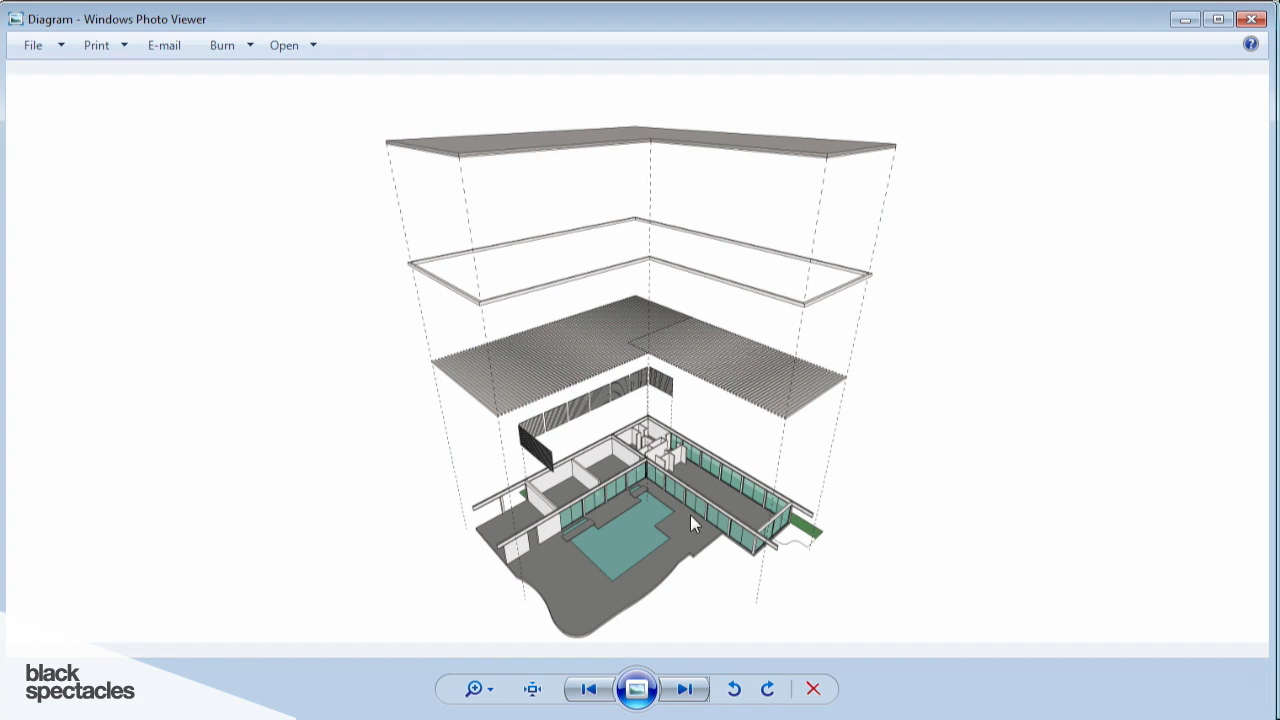 Diagram - Windows Photo Viewer
File Print E-mail Burn Open
black
spectacles